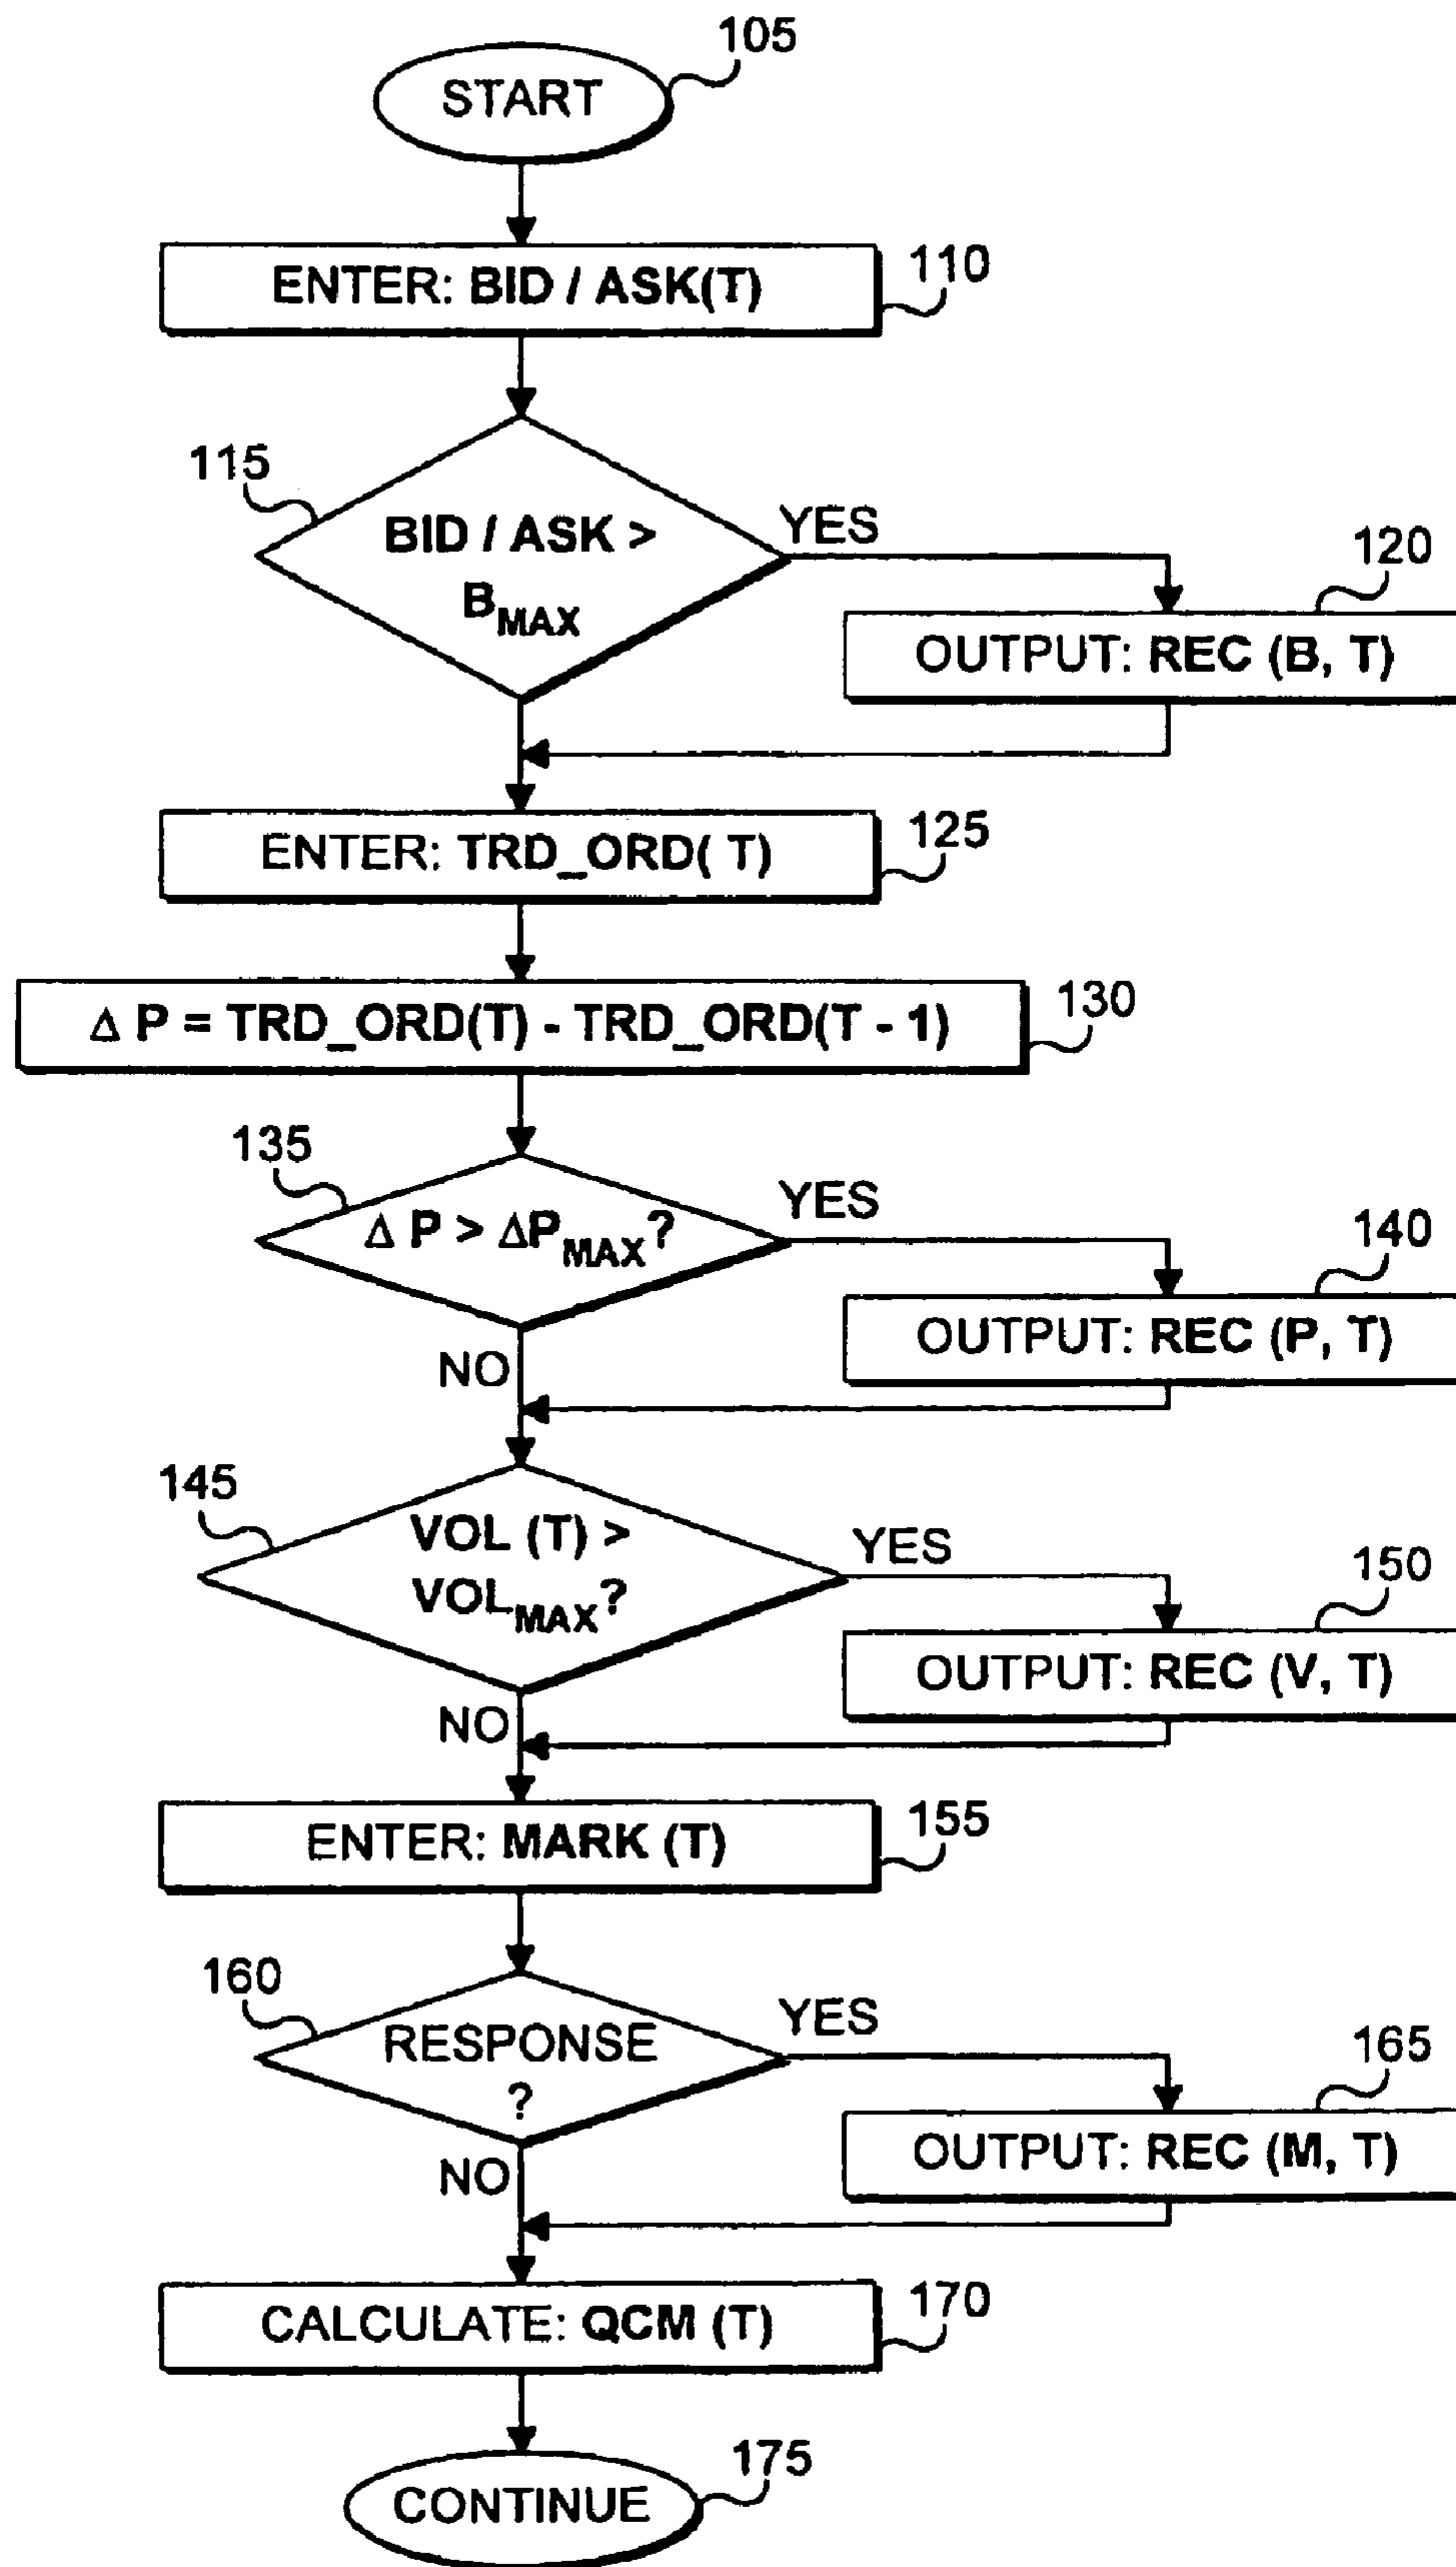 105
START
ENTER: BID / ASK(T)
110
115
BID / ASK >
B_MAX
YES
120
OUTPUT: REC (B, T)
ENTER: TRD_ORD( T)
125
Δ P = TRD_ORD(T) - TRD_ORD(T - 1)
130
135
Δ P > ΔP_MAX?
YES
140
OUTPUT: REC (P, T)
NO
145
VOL (T) >
VOL_MAX?
YES
150
OUTPUT: REC (V, T)
NO
ENTER: MARK (T)
155
160
RESPONSE
?
YES
165
OUTPUT: REC (M, T)
NO
CALCULATE: QCM (T)
170
CONTINUE
175